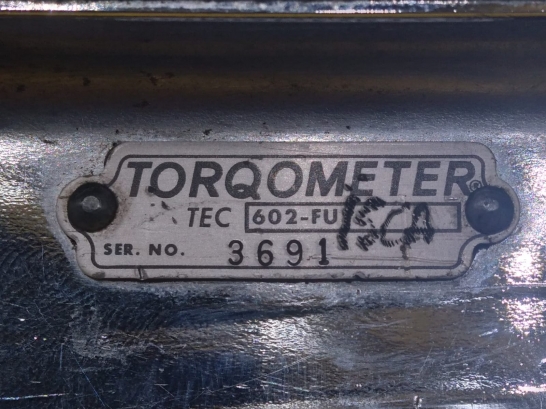 TORQOMETER®
TEC 602-FU
SER. NO. 3691